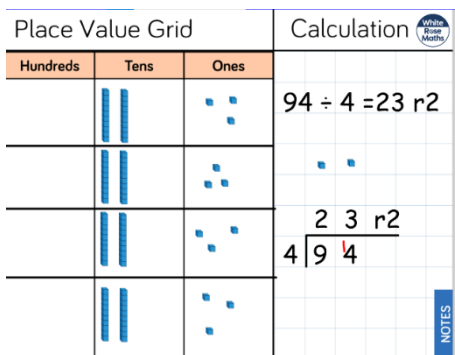 Place Value Grid
Calculation
White
Rose
Maths
Hundreds Tens Ones
94 ÷ 4 =23 r2
2 3 r2
4 9 14
NOTES